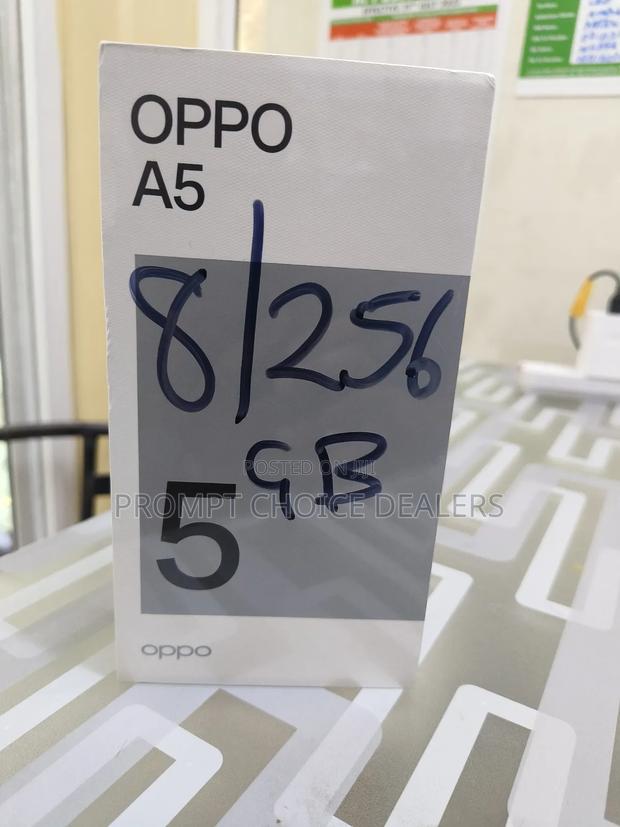 OPPO
A5
8/256
GB
POSTED ON
PROMPT CHOICE DEALERS
5
oppo